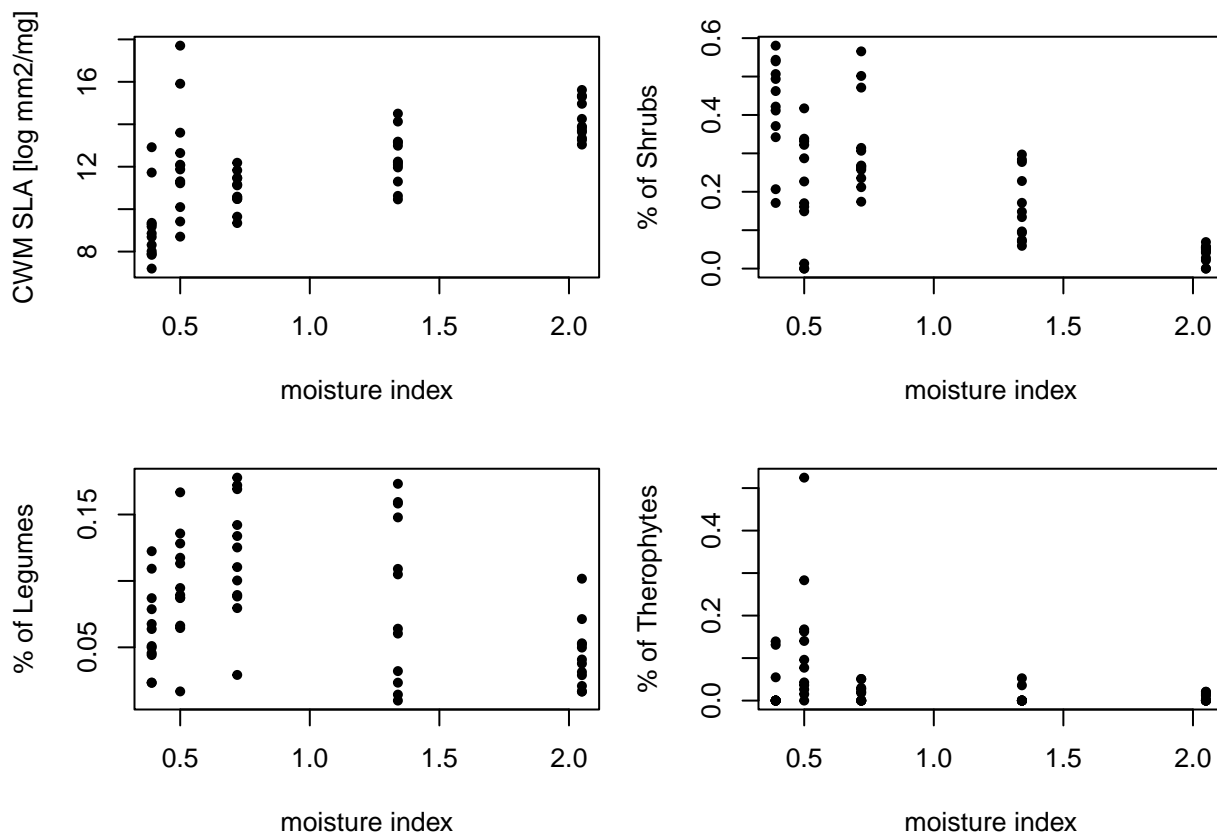 CWM SLA [log mm2/mg]
8
12
16
0.5 1.0 1.5 2.0
moisture index
% of Shrubs
0.0
0.2
0.4
0.6
0.5 1.0 1.5 2.0
moisture index
% of Legumes
0.05
0.15
0.5 1.0 1.5 2.0
moisture index
% of Therophytes
0.0
0.2
0.4
0.5 1.0 1.5 2.0
moisture index